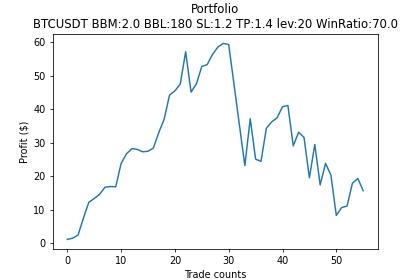 Portfolio
BTCUSDT BBM:2.0 BBL:180 SL:1.2 TP:1.4 lev:20 WinRatio:70.0
60
50
40
30
20
10
0
Profit ($)
0 10 20 30 40 50
Trade counts